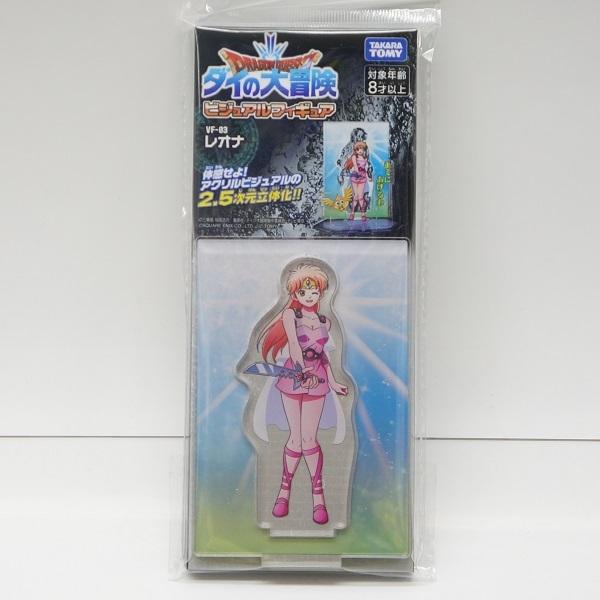 DRAGON QUEST
ダイの大冒険
ビジュアルフィギュア
VF-03
レオナ
体感せよ!
アクリルビジュアルの
2.5次元立体化!!
TAKARA
TOMY
対象年齢
8才以上